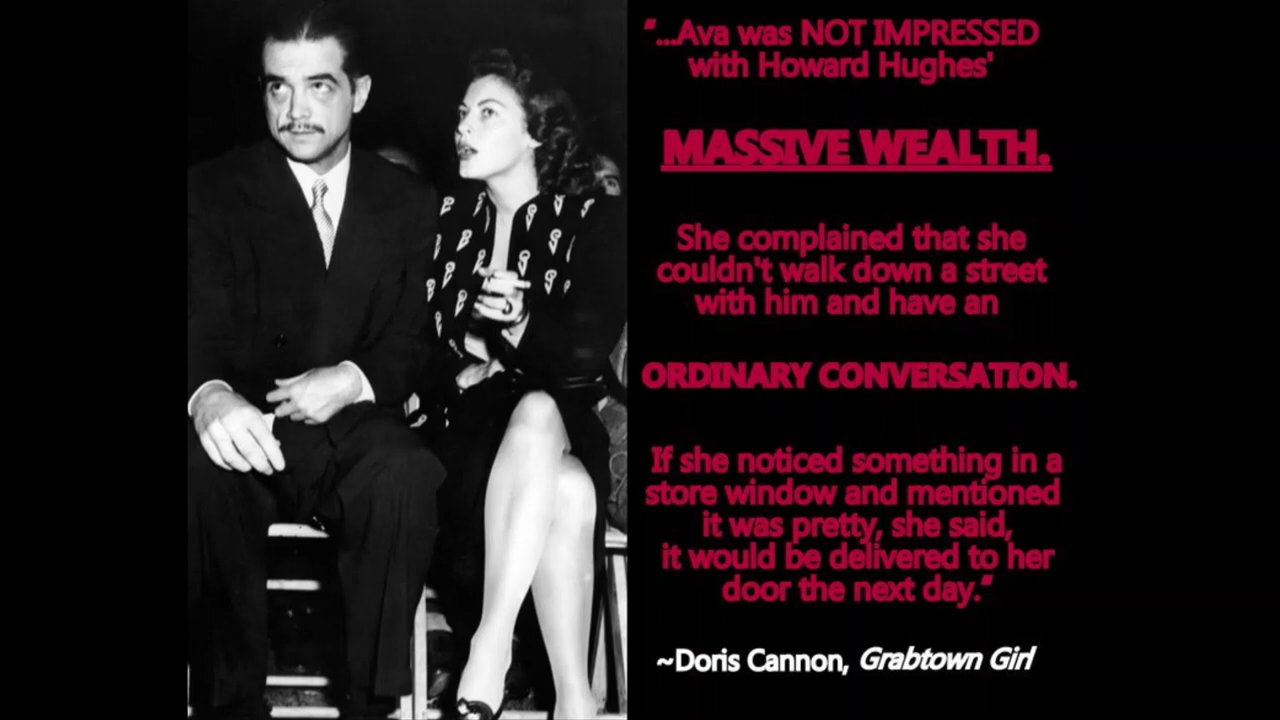 “...Ava was NOT IMPRESSED
with Howard Hughes'
MASSIVE WEALTH.
She complained that she
couldn't walk down a street
with him and have an
ORDINARY CONVERSATION.
If she noticed something in a
store window and mentioned
it was pretty, she said,
it would be delivered to her
door the next day.“
~Doris Cannon, Grabtown Girl